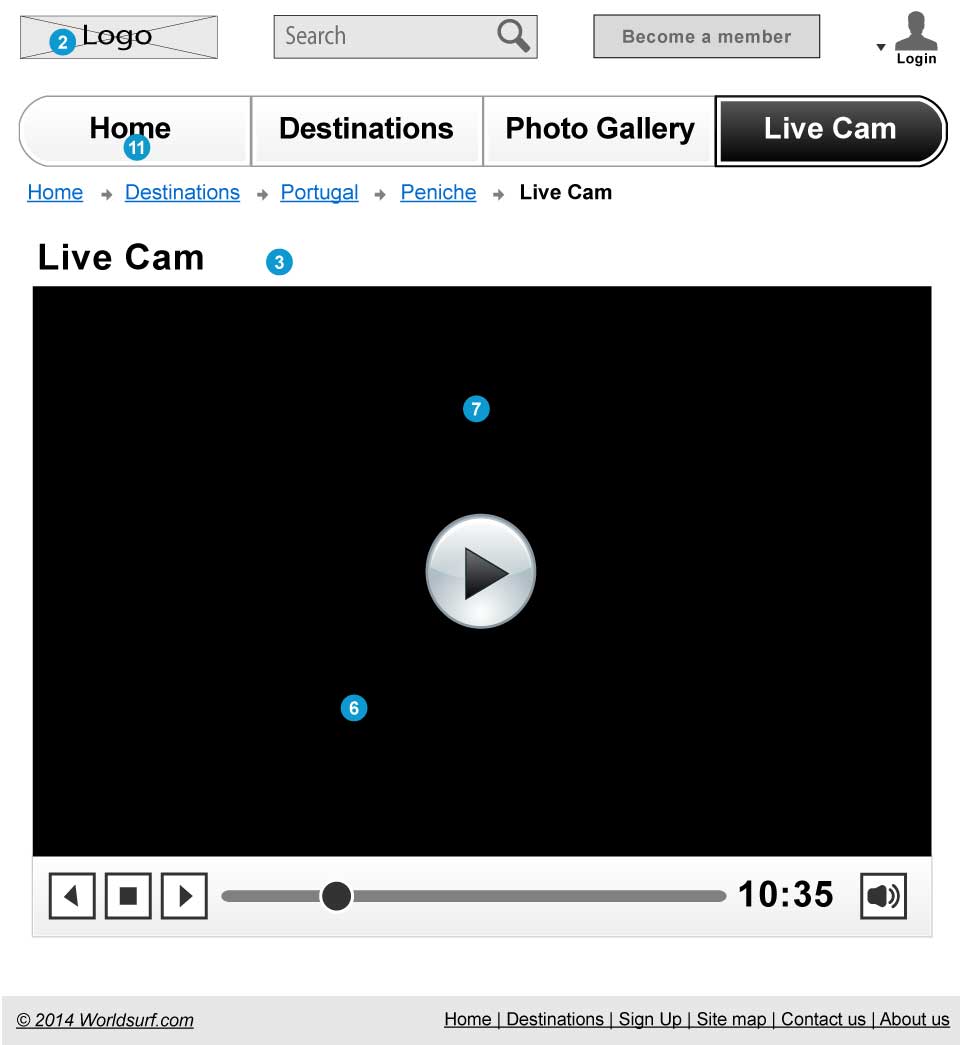 2 Logo Search Become a member
Login
Home Destinations Photo Gallery Live Cam
11
Home Destinations Portugal Peniche Live Cam
Live Cam 3
7
6
10:35
© 2014 Worldsurf.com Home | Destinations | Sign Up | Site map | Contact us | About us